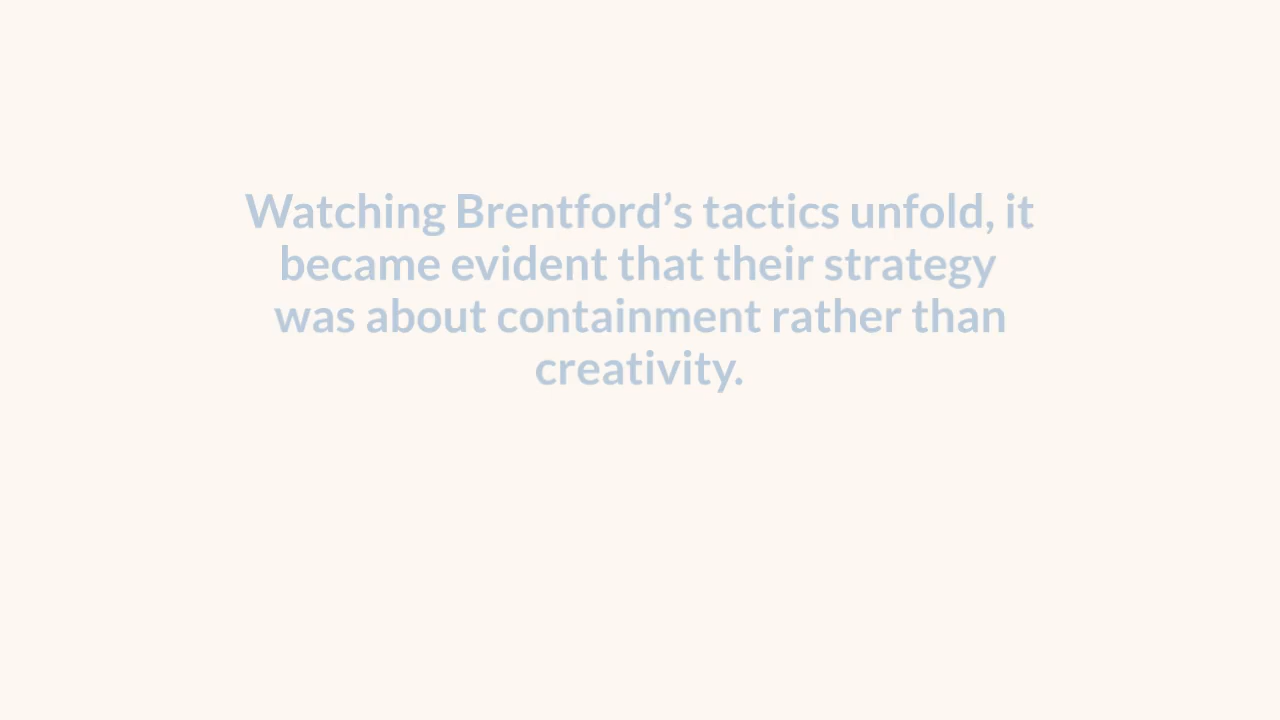 Watching Brentford’s tactics unfold, it
became evident that their strategy
was about containment rather than
creativity.